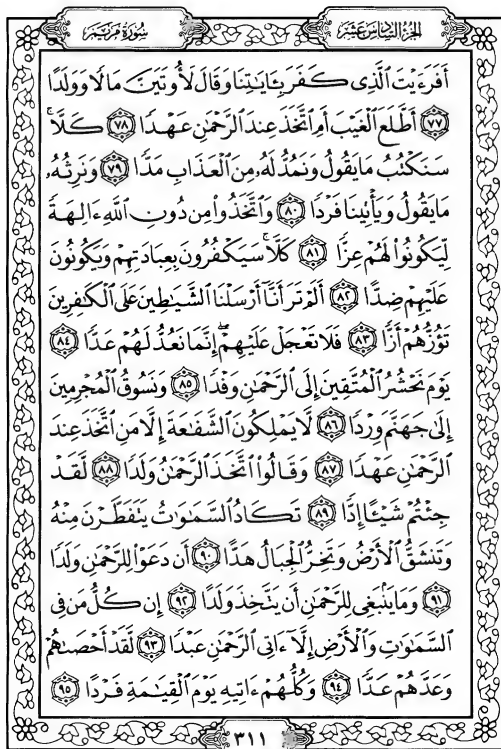 الجزء السادس عشر
سورة مريم
أَفَرَءَيْتَ ٱلَّذِى كَفَرَ بِـَٔايَـٰتِنَا وَقَالَ لَأُوتَيَنَّ مَالًا وَوَلَدًا
٧٧ أَطَّلَعَ ٱلْغَيْبَ أَمِ ٱتَّخَذَ عِندَ ٱلرَّحْمَـٰنِ عَهْدًا ٧٨ كَلَّا ۚ
سَنَكْتُبُ مَا يَقُولُ وَنَمُدُّ لَهُۥ مِنَ ٱلْعَذَابِ مَدًّا ٧٩ وَنَرِثُهُۥ
مَا يَقُولُ وَيَأْتِينَا فَرْدًا ٨٠ وَٱتَّخَذُوا۟ مِن دُونِ ٱللَّهِ ءَالِهَةً
لِّيَكُونُوا۟ لَهُمْ عِزًّا ٨١ كَلَّا ۚ سَيَكْفُرُونَ بِعِبَادَتِهِمْ وَيَكُونُونَ
عَلَيْهِمْ ضِدًّا ٨٢ أَلَمْ تَرَ أَنَّآ أَرْسَلْنَا ٱلشَّيَـٰطِينَ عَلَى ٱلْكَـٰفِرِينَ
تَؤُزُّهُمْ أَزًّا ٨٣ فَلَا تَعْجَلْ عَلَيْهِمْ ۖ إِنَّمَا نَعُدُّ لَهُمْ عَدًّا ٨٤
يَوْمَ نَحْشُرُ ٱلْمُتَّقِينَ إِلَى ٱلرَّحْمَـٰنِ وَفْدًا ٨٥ وَنَسُوقُ ٱلْمُجْرِمِينَ
إِلَىٰ جَهَنَّمَ وِرْدًا ٨٦ لَّا يَمْلِكُونَ ٱلشَّفَـٰعَةَ إِلَّا مَنِ ٱتَّخَذَ عِندَ
ٱلرَّحْمَـٰنِ عَهْدًا ٨٧ وَقَالُوا۟ ٱتَّخَذَ ٱلرَّحْمَـٰنُ وَلَدًا ٨٨ لَّقَدْ
جِئْتُمْ شَيْـًٔا إِدًّا ٨٩ تَكَادُ ٱلسَّمَـٰوَٰتُ يَتَفَطَّرْنَ مِنْهُ
وَتَنشَقُّ ٱلْأَرْضُ وَتَخِرُّ ٱلْجِبَالُ هَدًّا ٩٠ أَن دَعَوْا۟ لِلرَّحْمَـٰنِ وَلَدًا
٩١ وَمَا يَنۢبَغِى لِلرَّحْمَـٰنِ أَن يَتَّخِذَ وَلَدًا ٩٢ إِن كُلُّ مَن فِى
ٱلسَّمَـٰوَٰتِ وَٱلْأَرْضِ إِلَّآ ءَاتِى ٱلرَّحْمَـٰنِ عَبْدًا ٩٣ لَّقَدْ أَحْصَىٰهُمْ
وَعَدَّهُمْ عَدًّا ٩٤ وَكُلُّهُمْ ءَاتِيهِ يَوْمَ ٱلْقِيَـٰمَةِ فَرْدًا ٩٥
٣١١